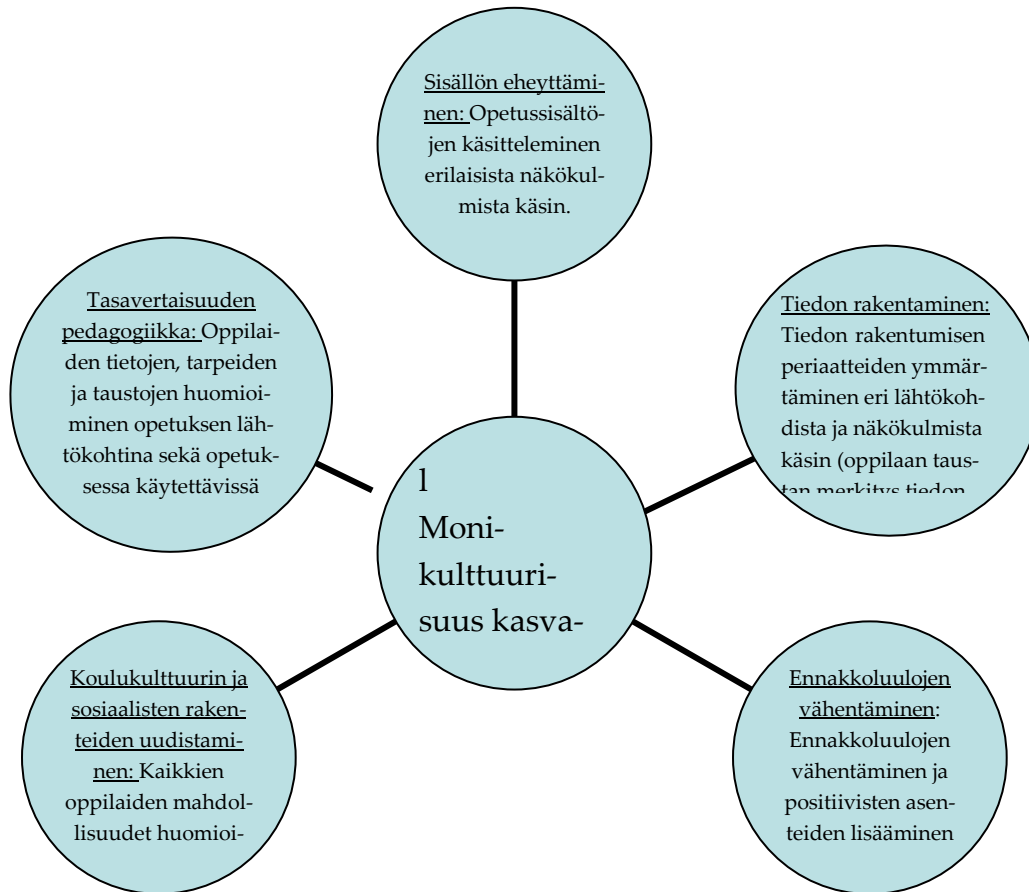 Sisällön eheyttämi-
nen: Opetussisältö-
jen käsitteleminen
erilaisista näkökul-
mista käsin.
Tasavertaisuuden
pedagogiikka: Oppilai-
den tietojen, tarpeiden
ja taustojen huomioi-
minen opetuksen läh-
tökohtina sekä opetuk-
sessa käytettävissä
Tiedon rakentaminen:
Tiedon rakentumisen
periaatteiden ymmär-
täminen eri lähtökoh-
dista ja näkökulmista
käsin (oppilaan taus-
tan merkitys tiedon
l
Moni-
kulttuuri-
suus kasva-
Koulukulttuurin ja
sosiaalisten raken-
teiden uudistami-
nen: Kaikkien
oppilaiden mahdol-
lisuudet huomioi-
Ennakkoluulojen
vähentäminen:
Ennakkoluulojen
vähentäminen ja
positiivisten asen-
teiden lisääminen